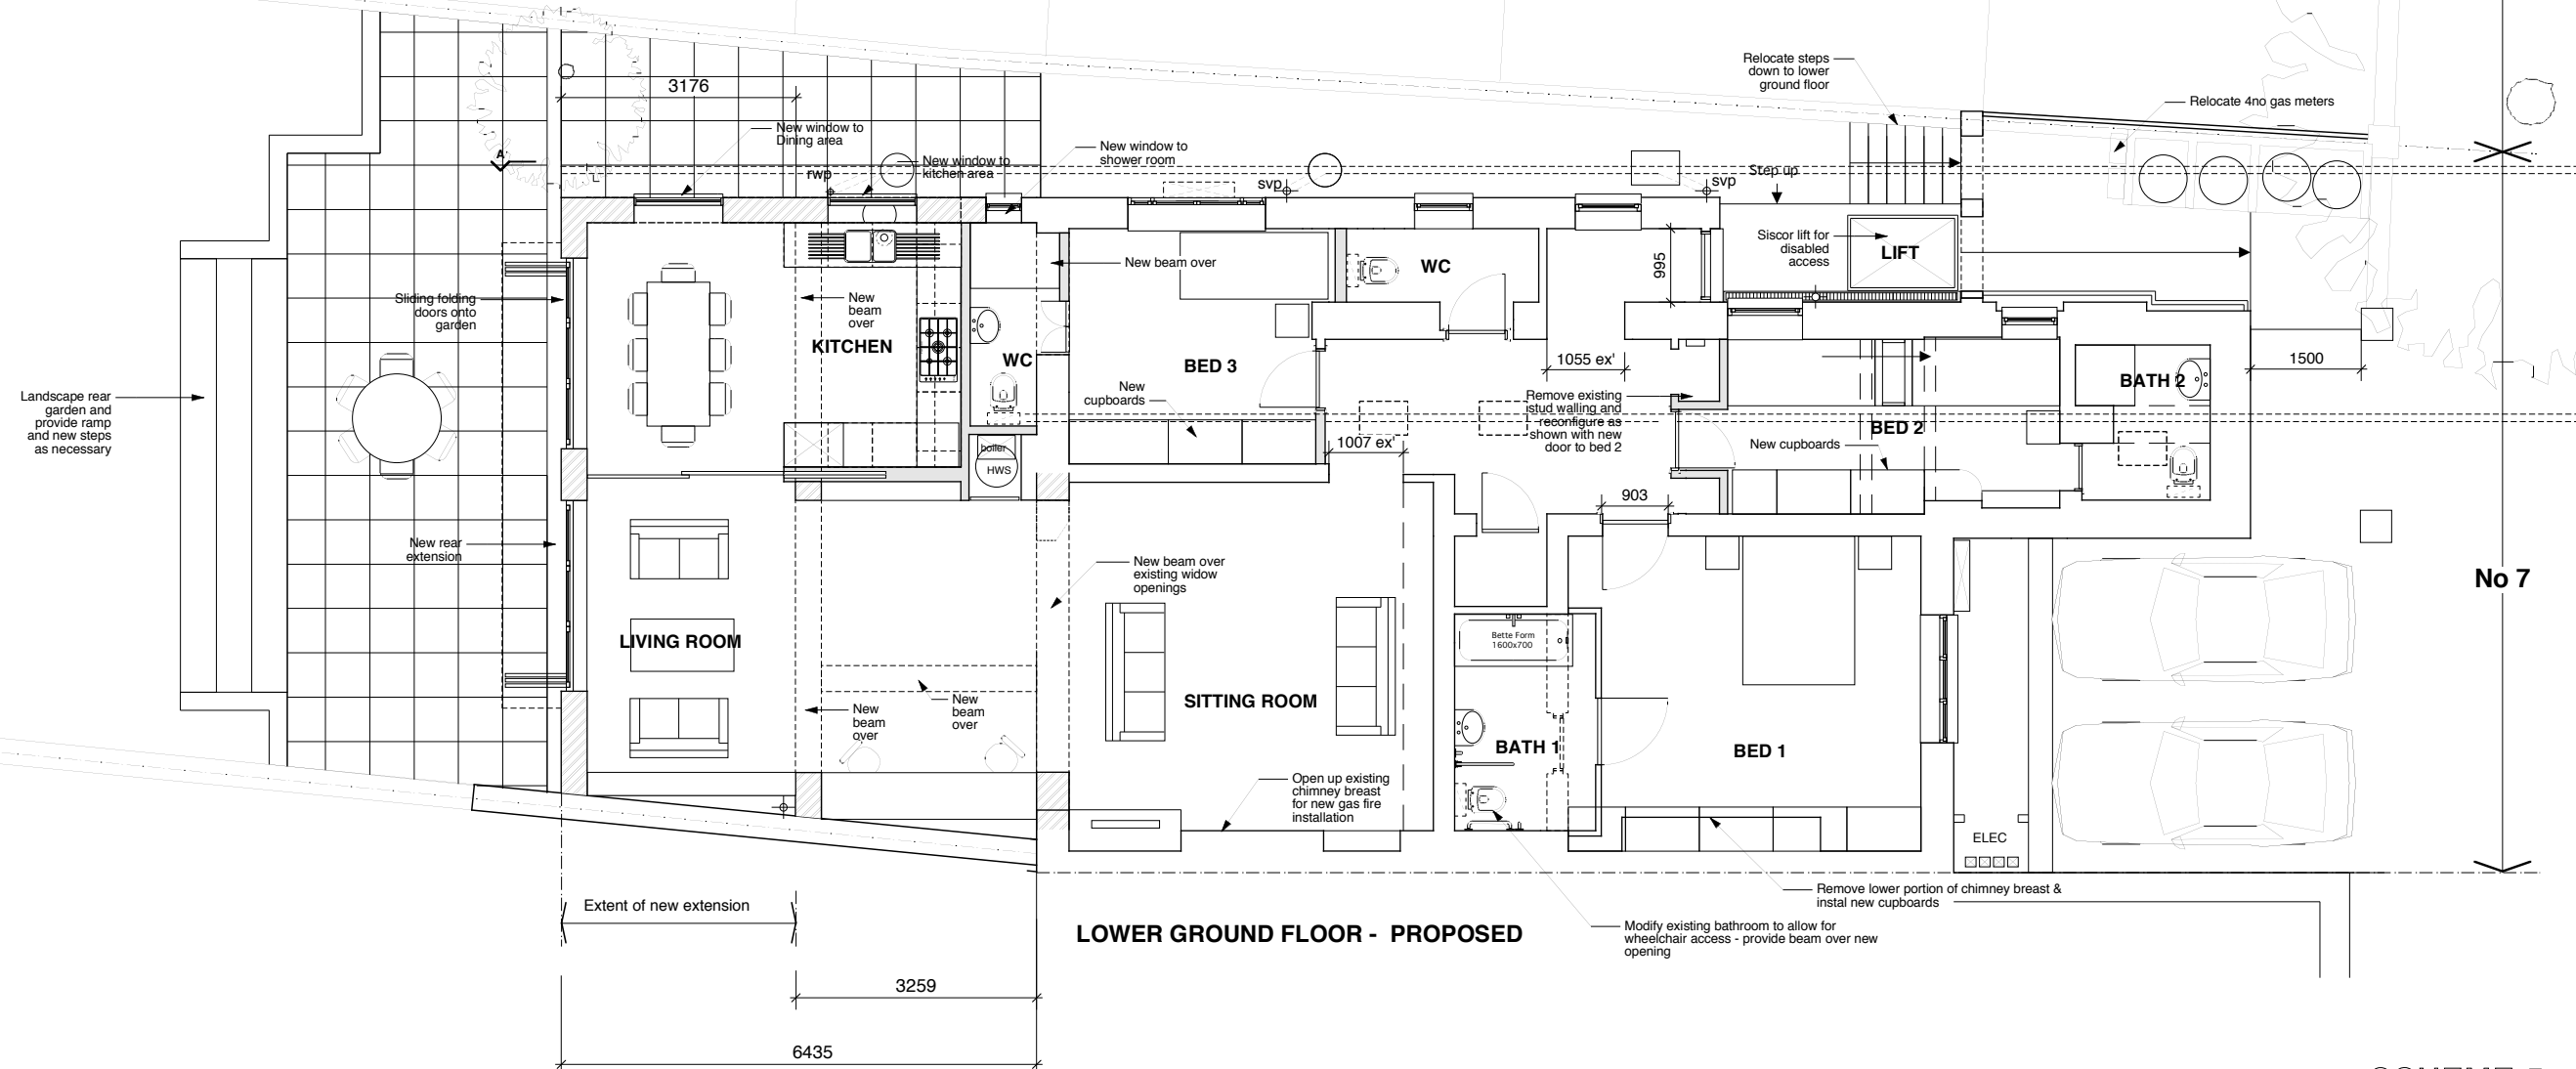 Relocate steps
down to lower
ground floor
Relocate 4no gas meters
3176
New window to
Dining area
New window to
kitchen area
New window to
shower room
A
rwp
svp
svp
Step up
Siscor lift for
disabled
access
LIFT
995
New beam over
WC
Sliding folding
doors onto
garden
New
beam
over
KITCHEN
WC
BED 3
New
cupboards
1055 ex'
1500
BATH 2
Landscape rear
garden and
provide ramp
and new steps
as necessary
Remove existing
stud walling and
reconfigure as
shown with new
door to bed 2
BED 2
New cupboards
1007 ex'
boiler
HWS
903
New rear
extension
New beam over
existing widow
openings
No 7
LIVING ROOM
Bette Form
1600x700
New
beam
over
New
beam
over
SITTING ROOM
BATH 1
BED 1
Open up existing
chimney breast
for new gas fire
installation
ELEC
Extent of new extension
LOWER GROUND FLOOR - PROPOSED
Remove lower portion of chimney breast &
instal new cupboards
Modify existing bathroom to allow for
wheelchair access - provide beam over new
opening
3259
6435